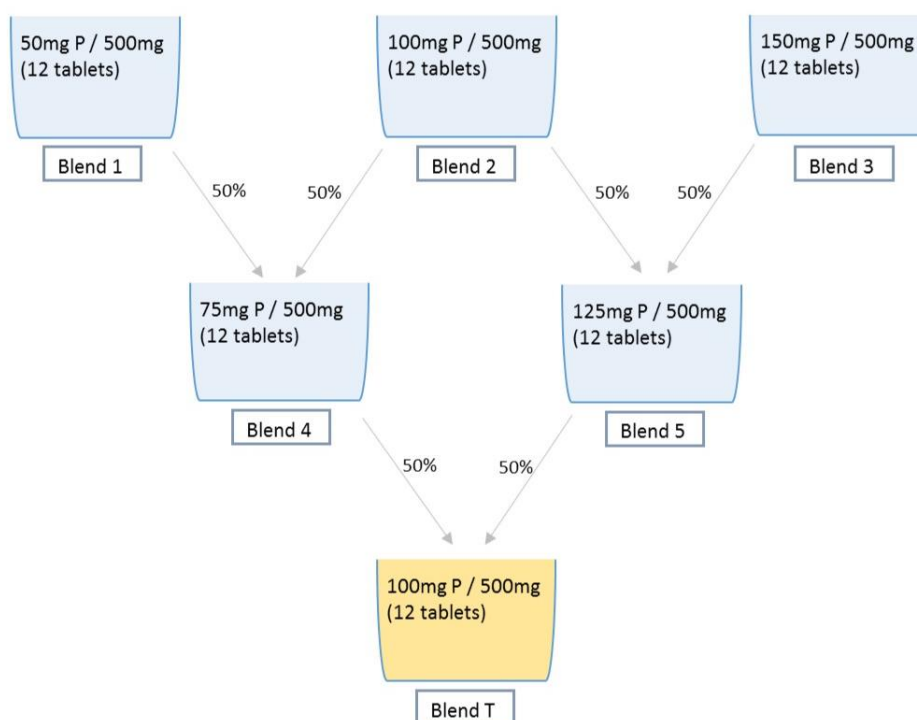 50mg P / 500mg
(12 tablets)
100mg P / 500mg
(12 tablets)
150mg P / 500mg
(12 tablets)
Blend 1
Blend 2
Blend 3
50%
50%
50%
50%
75mg P / 500mg
(12 tablets)
125mg P / 500mg
(12 tablets)
Blend 4
Blend 5
50%
50%
100mg P / 500mg
(12 tablets)
Blend T